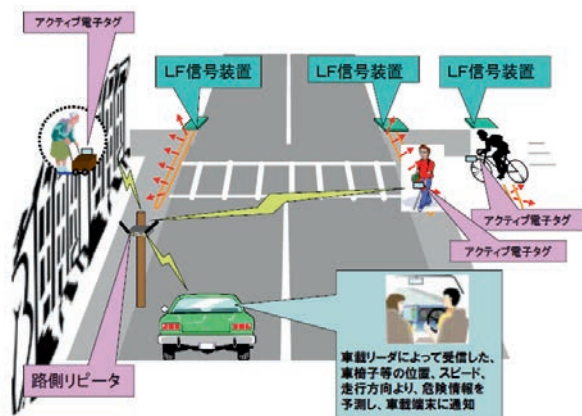 アクティブ電子タグ
LF信号装置
LF信号装置
LF信号装置
アクティブ電子タグ
アクティブ電子タグ
路側リピータ
車載リーダによって受信した、
車椅子等の位置、スピード、
走行方向より、危険情報を
予測し、車載端末に通知